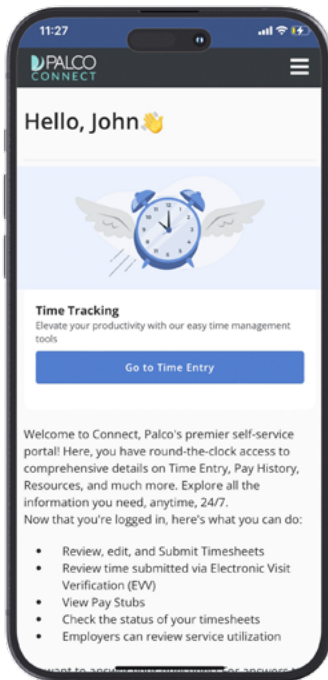 11:27
PALCO
CONNECT
Hello, John👋
Time Tracking
Elevate your productivity with our easy time management
tools
Go to Time Entry
Welcome to Connect, Palco's premier self-service
portal! Here, you have round-the-clock access to
comprehensive details on Time Entry, Pay History,
Resources, and much more. Explore all the
information you need, anytime, 24/7.
Now that you're logged in, here's what you can do:
• Review, edit, and Submit Timesheets
• Review time submitted via Electronic Visit
Verification (EVV)
• View Pay Stubs
• Check the status of your timesheets
• Employers can review service utilization